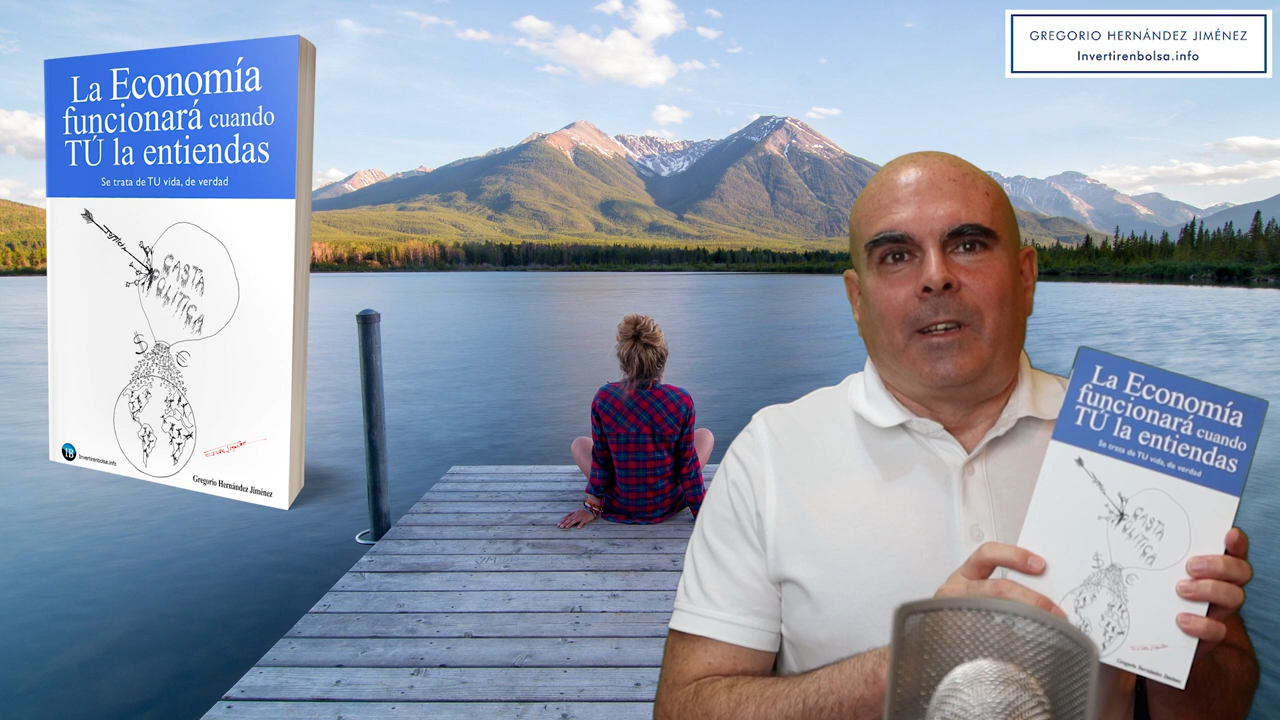 La Economía
funcionará cuando
TÚ la entiendas
Se trata de TU vida, de verdad
CASTA
POLÍTICA
Invertirenbolsa.info
Gregorio Hernández Jiménez
GREGORIO HERNÁNDEZ JIMÉNEZ
Invertirenbolsa.info
La Economía
funcionará cuando
TÚ la entiendas
Se trata de TU vida, de verdad
CASTA
POLÍTICA
Gregorio Hernández Jiménez